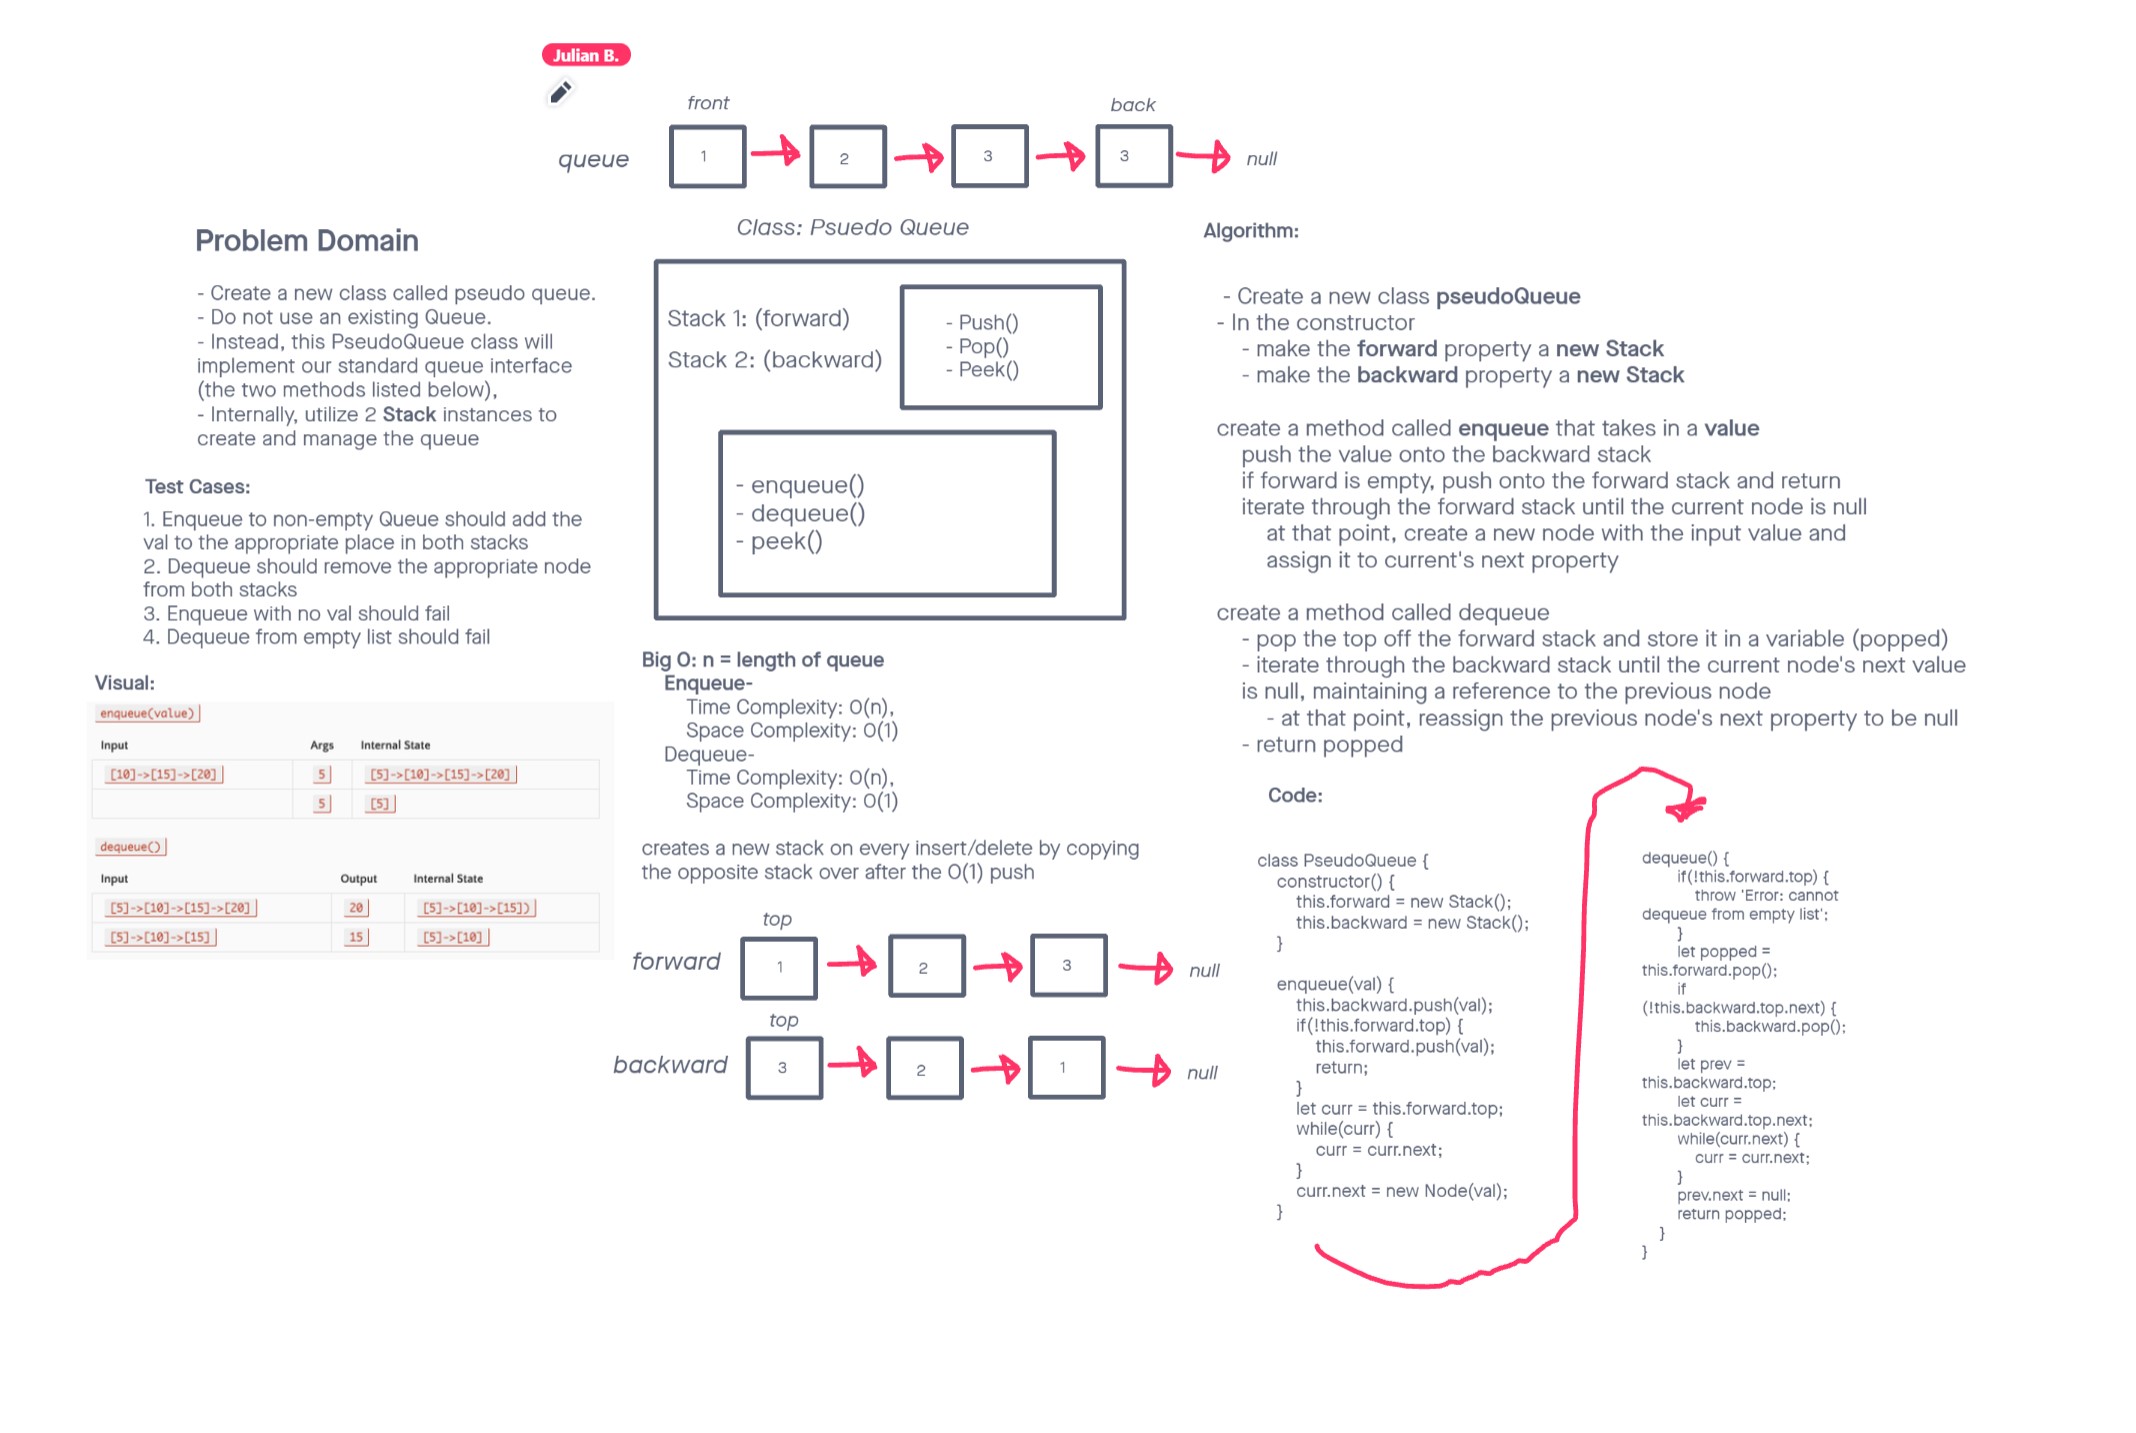 Julian B.
front
back
queue
1
2
3
3
null
Problem Domain
- Create a new class called pseudo queue.
- Do not use an existing Queue.
- Instead, this PseudoQueue class will
implement our standard queue interface
(the two methods listed below),
- Internally, utilize 2 Stack instances to
create and manage the queue
Test Cases:
1. Enqueue to non-empty Queue should add the
val to the appropriate place in both stacks
2. Dequeue should remove the appropriate node
from both stacks
3. Enqueue with no val should fail
4. Dequeue from empty list should fail
Visual:
enqueue(value)
Input Args Internal State
[10]->[15]->[20] 5 [5]->[10]->[15]->[20]
5 [5]
dequeue()
Input Output Internal State
[5]->[10]->[15]->[20] 20 [5]->[10]->[15])
[5]->[10]->[15] 15 [5]->[10]
Class: Psuedo Queue
Stack 1: (forward)
Stack 2: (backward)
- Push()
- Pop()
- Peek()
- enqueue()
- dequeue()
- peek()
Big O: n = length of queue
Enqueue-
Time Complexity: O(n),
Space Complexity: O(1)
Dequeue-
Time Complexity: O(n),
Space Complexity: O(1)
creates a new stack on every insert/delete by copying
the opposite stack over after the O(1) push
top
forward
1
2
3
null
top
backward
3
2
1
null
Algorithm:
- Create a new class pseudoQueue
- In the constructor
- make the forward property a new Stack
- make the backward property a new Stack
create a method called enqueue that takes in a value
push the value onto the backward stack
if forward is empty, push onto the forward stack and return
iterate through the forward stack until the current node is null
at that point, create a new node with the input value and
assign it to current's next property
create a method called dequeue
- pop the top off the forward stack and store it in a variable (popped)
- iterate through the backward stack until the current node's next value
is null, maintaining a reference to the previous node
- at that point, reassign the previous node's next property to be null
- return popped
Code:
class PseudoQueue {
constructor() {
this.forward = new Stack();
this.backward = new Stack();
}
enqueue(val) {
this.backward.push(val);
if(!this.forward.top) {
this.forward.push(val);
return;
}
let curr = this.forward.top;
while(curr) {
curr = curr.next;
}
curr.next = new Node(val);
}
dequeue() {
if(!this.forward.top) {
throw 'Error: cannot
dequeue from empty list';
}
let popped =
this.forward.pop();
if
(!this.backward.top.next) {
this.backward.pop();
}
let prev =
this.backward.top;
let curr =
this.backward.top.next;
while(curr.next) {
curr = curr.next;
}
prev.next = null;
return popped;
}
}